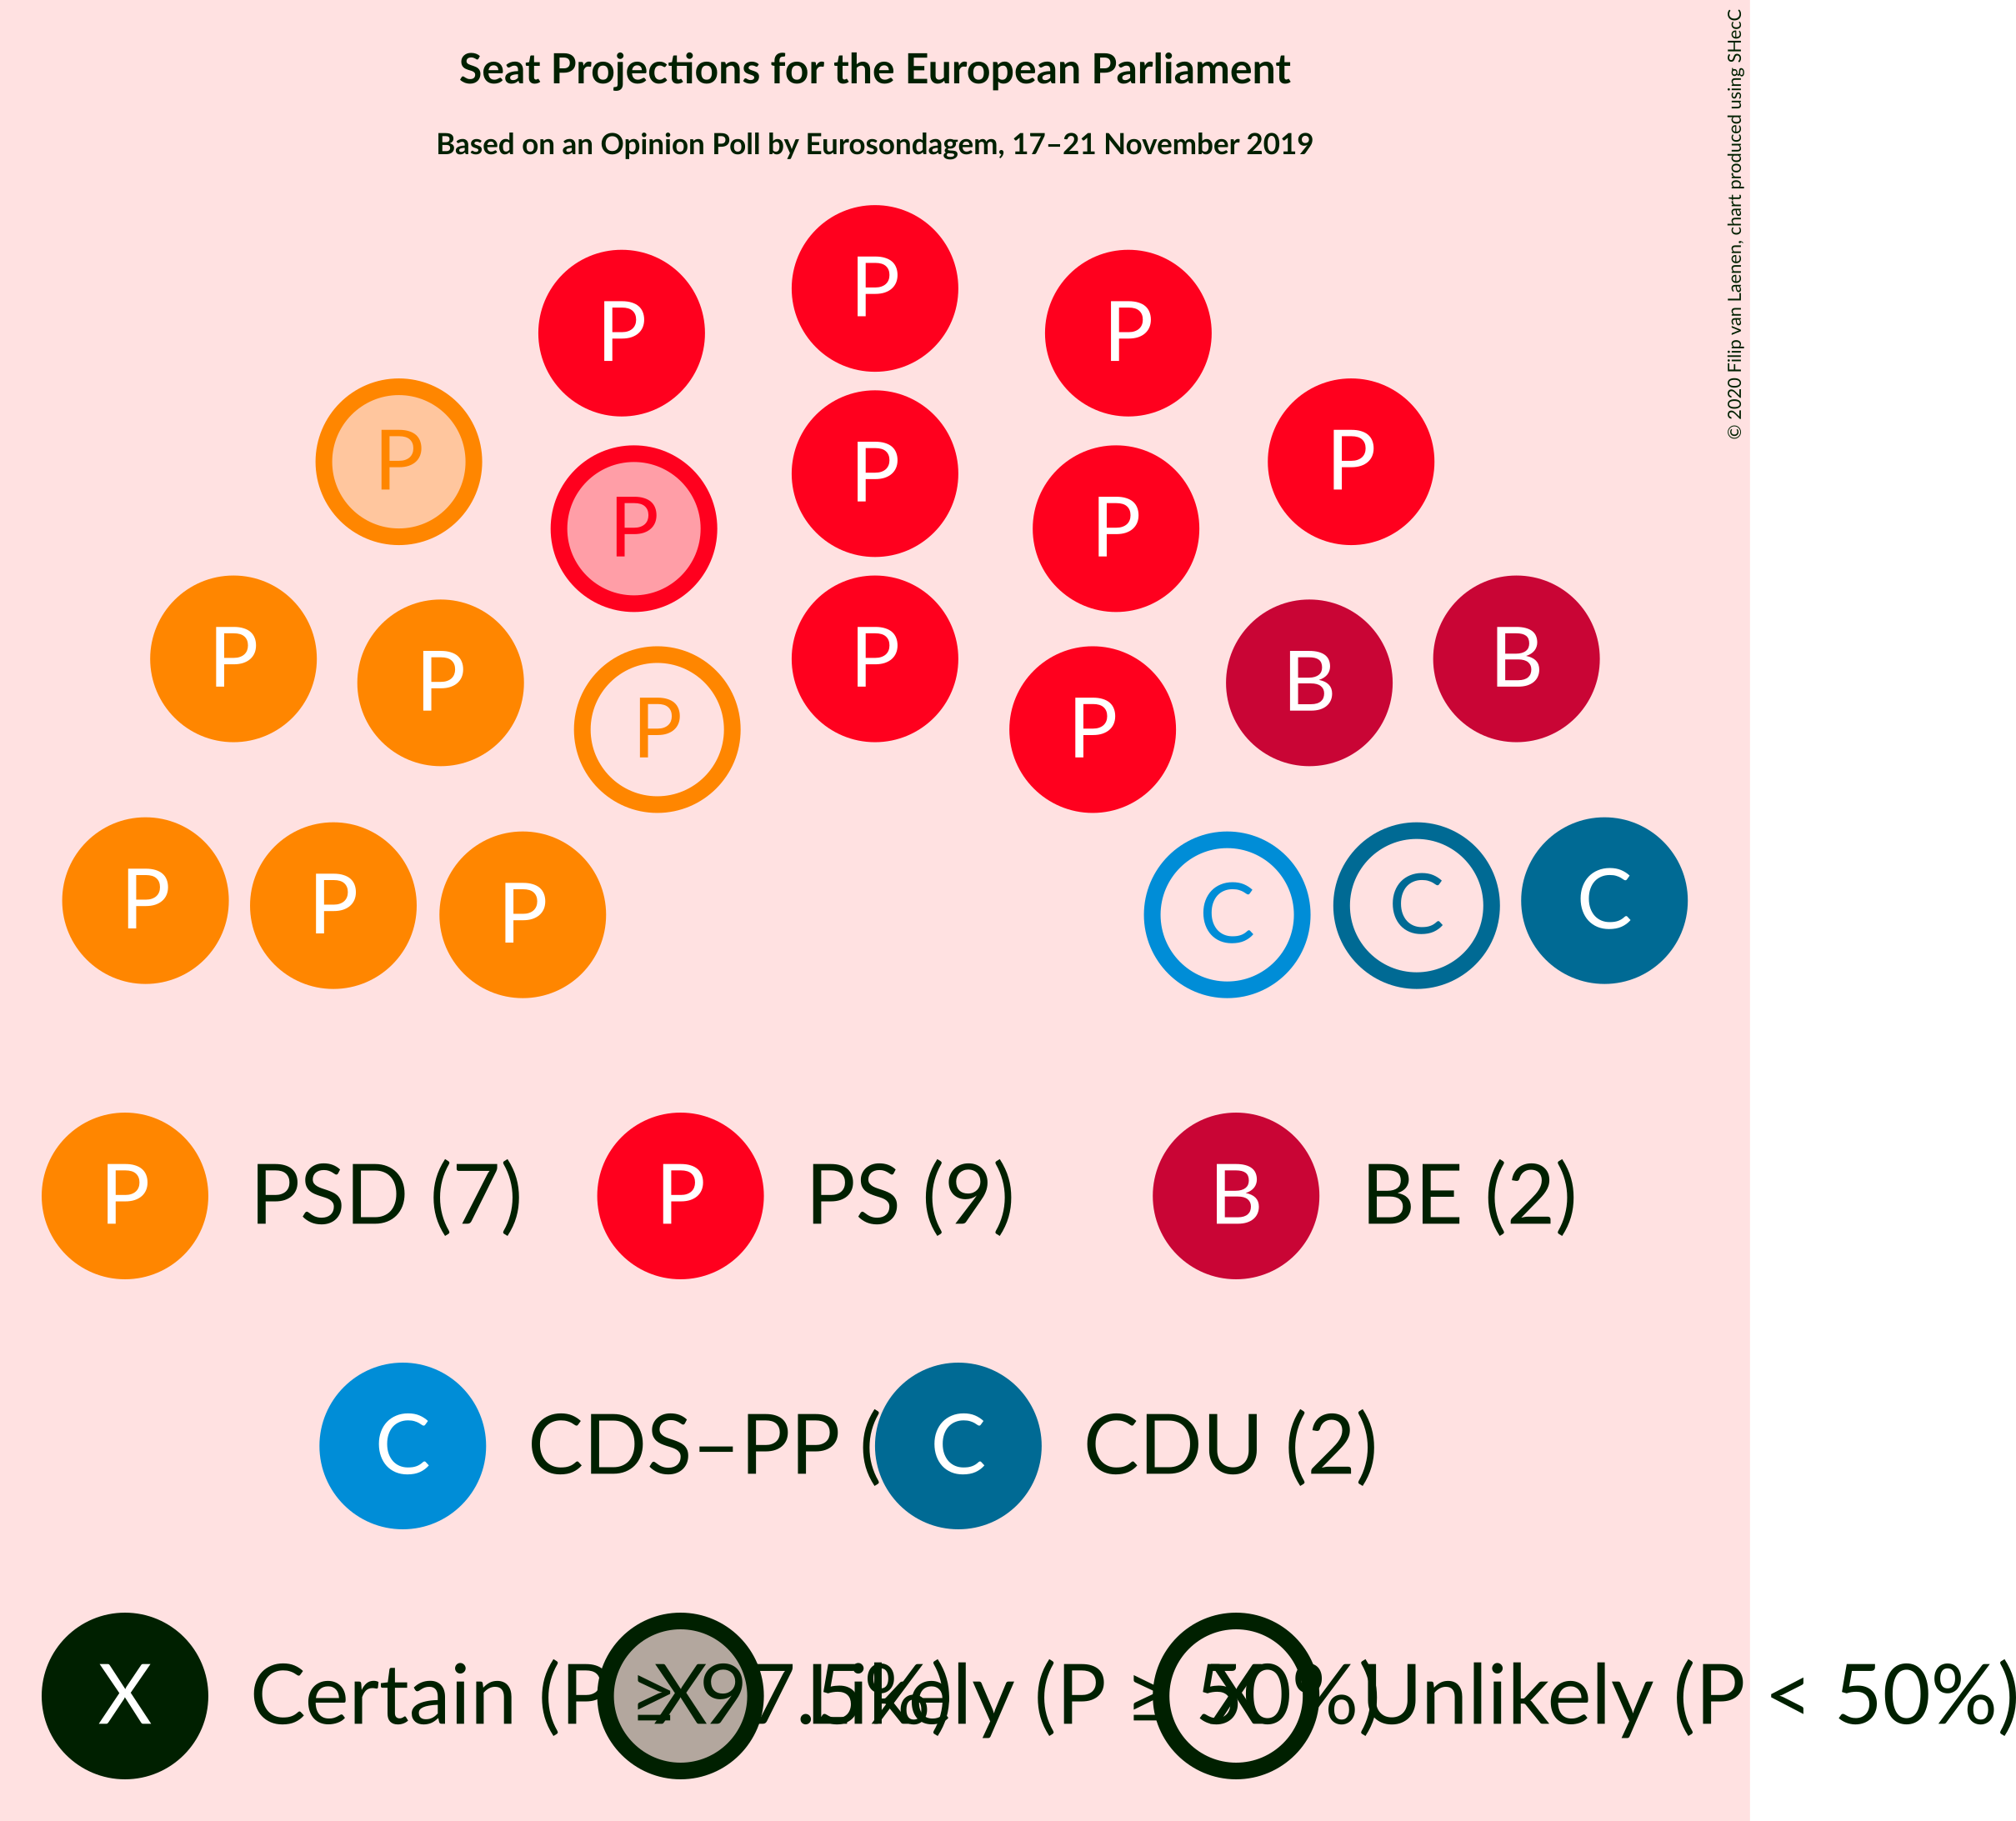 Seat Projections for the European Parliament
Based on an Opinion Poll by Eurosondagem, 17–21 November 2019
© 2020 Filip van Laenen, chart produced using SHecC
P
P P
P P
P
P P
P
P P
P B B
P P
P P P C C C
P PSD (7) P PS (9) B BE (2)
C CDS–PP ( C CDU (2)
X Certain (P ≥ 97.5%) X Likely (P ≥ 50%) X Unlikely (P < 50%)